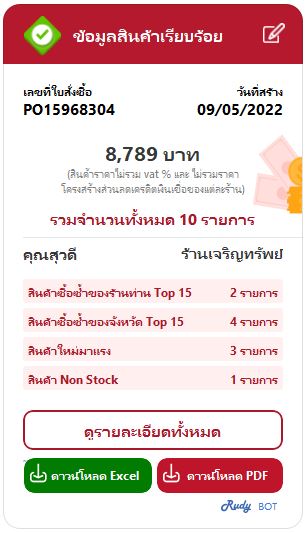 ข้อมูลสินค้าเรียบร้อย
เลขที่ใบสั่งซื้อ วันที่สร้าง
PO15968304 09/05/2022
8,789 บาท
(สินค้าราคาไม่รวม vat % และ ไม่รวมราคา
โครงสร้างส่วนลดเครดิตผืนเชื่อของแต่ละร้าน)
รวมจำนวนทั้งหมด 10 รายการ
คุณสุวดี ร้านเจริญทรัพย์
สินค้าซื้อซ้ำของร้านท่าน Top 15 2 รายการ
สินค้าซื้อซ้ำของจังหวัด Top 15 4 รายการ
สินค้าใหม่มาแรง 3 รายการ
สินค้า Non Stock 1 รายการ
ดูรายละเอียดทั้งหมด
ดาวน์โหลด Excel ดาวน์โหลด PDF
Rudy BOT